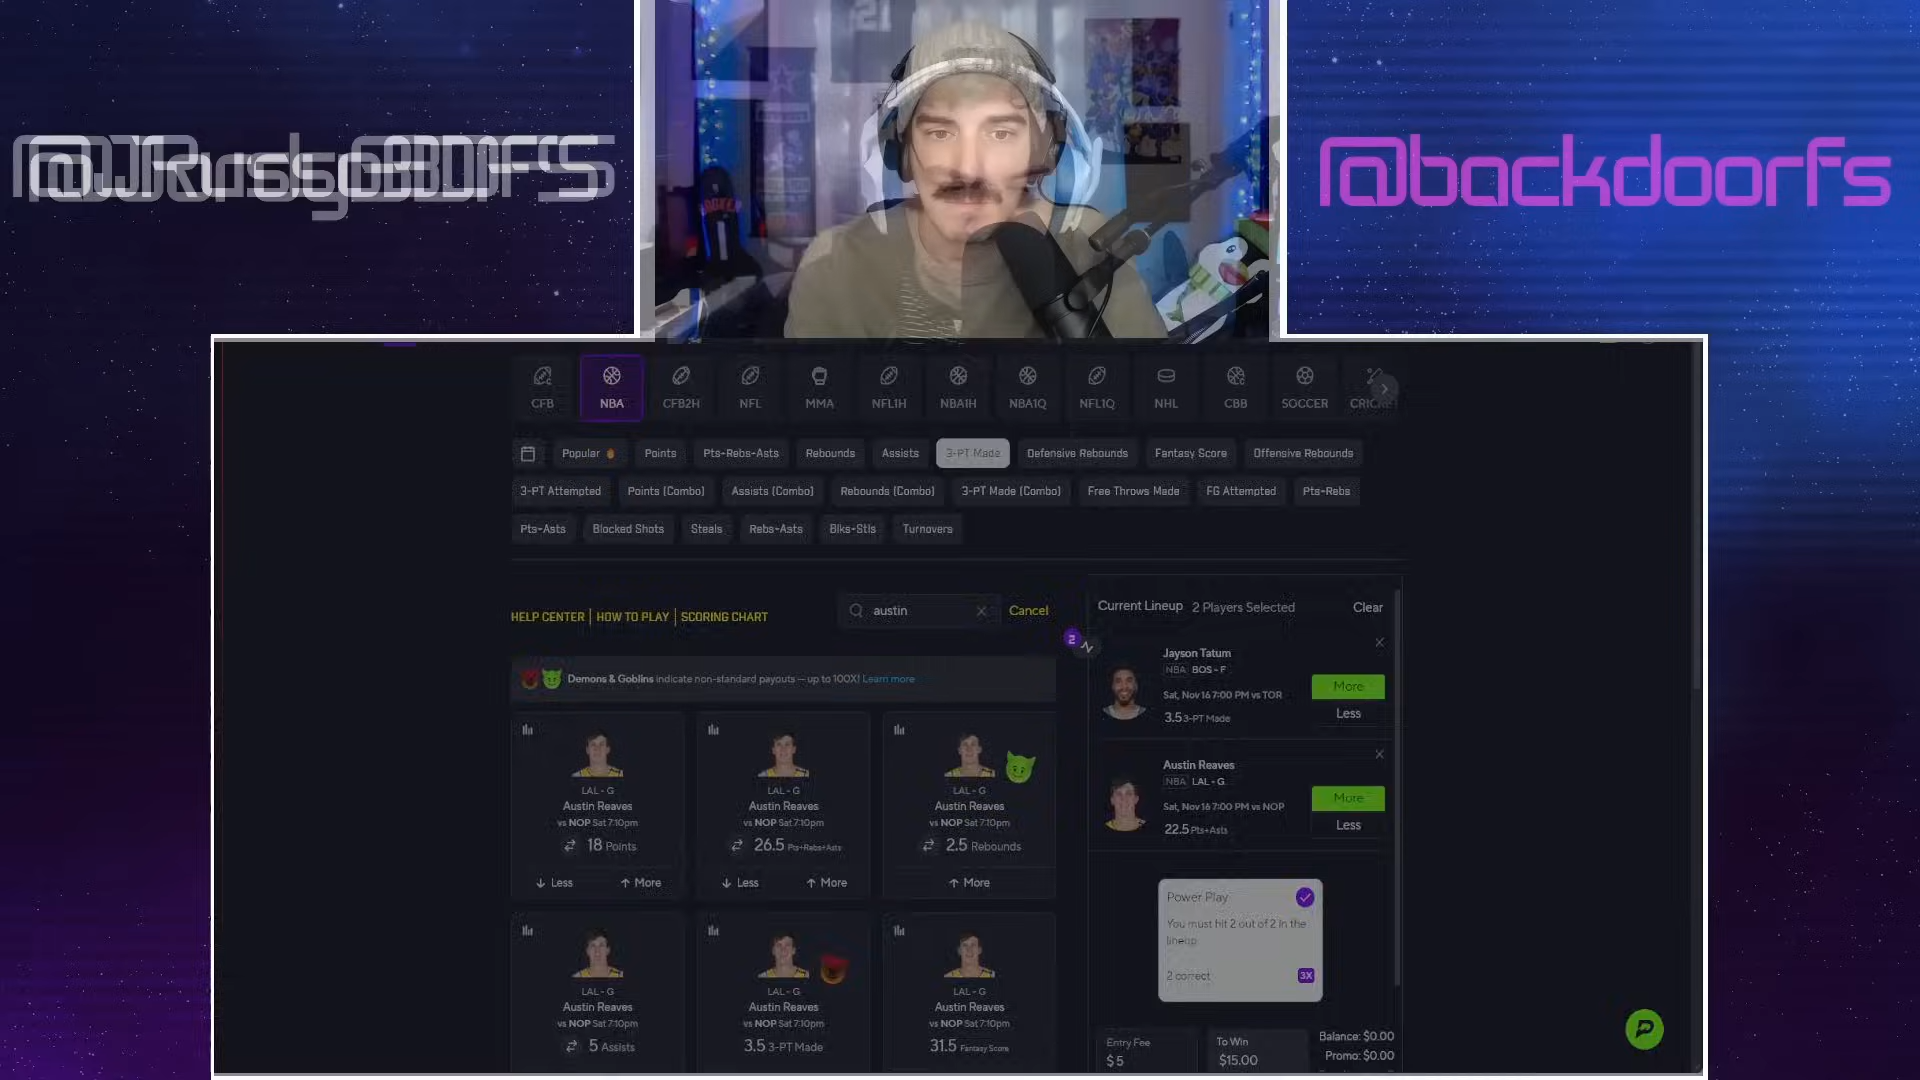 @backdoorfs
CFB
NBA
CFB2H
NFL
MMA
NFL1H
NBA1H
NBA1Q
NFL1Q
NHL
CBB
SOCCER
Popular
Points
Pts-Rebs-Asts
Rebounds
Assists
3-PT Made
Defensive Rebounds
Fantasy Score
Offensive Rebounds
3-PT Attempted
Points (Combo)
Assists (Combo)
Rebounds (Combo)
3-PT Made (Combo)
Free Throws Made
FG Attempted
Pts-Rebs
Pts-Asts
Blocked Shots
Steals
Rebs-Asts
Blks-Stls
Turnovers
HELP CENTER | HOW TO PLAY | SCORING CHART
austin
Cancel
Demons & Goblins indicate non-standard payouts — up to 100X! Learn more
LAL - G
Austin Reaves
vs NOP Sat 7:10pm
18 Points
Less
More
LAL - G
Austin Reaves
vs NOP Sat 7:10pm
26.5 Pts+Rebs+Asts
Less
More
LAL - G
Austin Reaves
vs NOP Sat 7:10pm
2.5 Rebounds
More
LAL - G
Austin Reaves
vs NOP Sat 7:10pm
5 Assists
LAL - G
Austin Reaves
vs NOP Sat 7:10pm
3.5 3-PT Made
LAL - G
Austin Reaves
vs NOP Sat 7:10pm
31.5 Fantasy Score
2
Current Lineup 2 Players Selected
Clear
Jayson Tatum
NBA BOS - F
Sat, Nov 16 7:00 PM vs TOR
3.5 3-PT Made
More
Less
Austin Reaves
NBA LAL - G
Sat, Nov 16 7:00 PM vs NOP
22.5 Pts+Asts
More
Less
Power Play
You must hit 2 out of 2 in the
lineup
2 correct
3X
Entry Fee
$5
To Win
$15.00
Balance: $0.00
Promo: $0.00